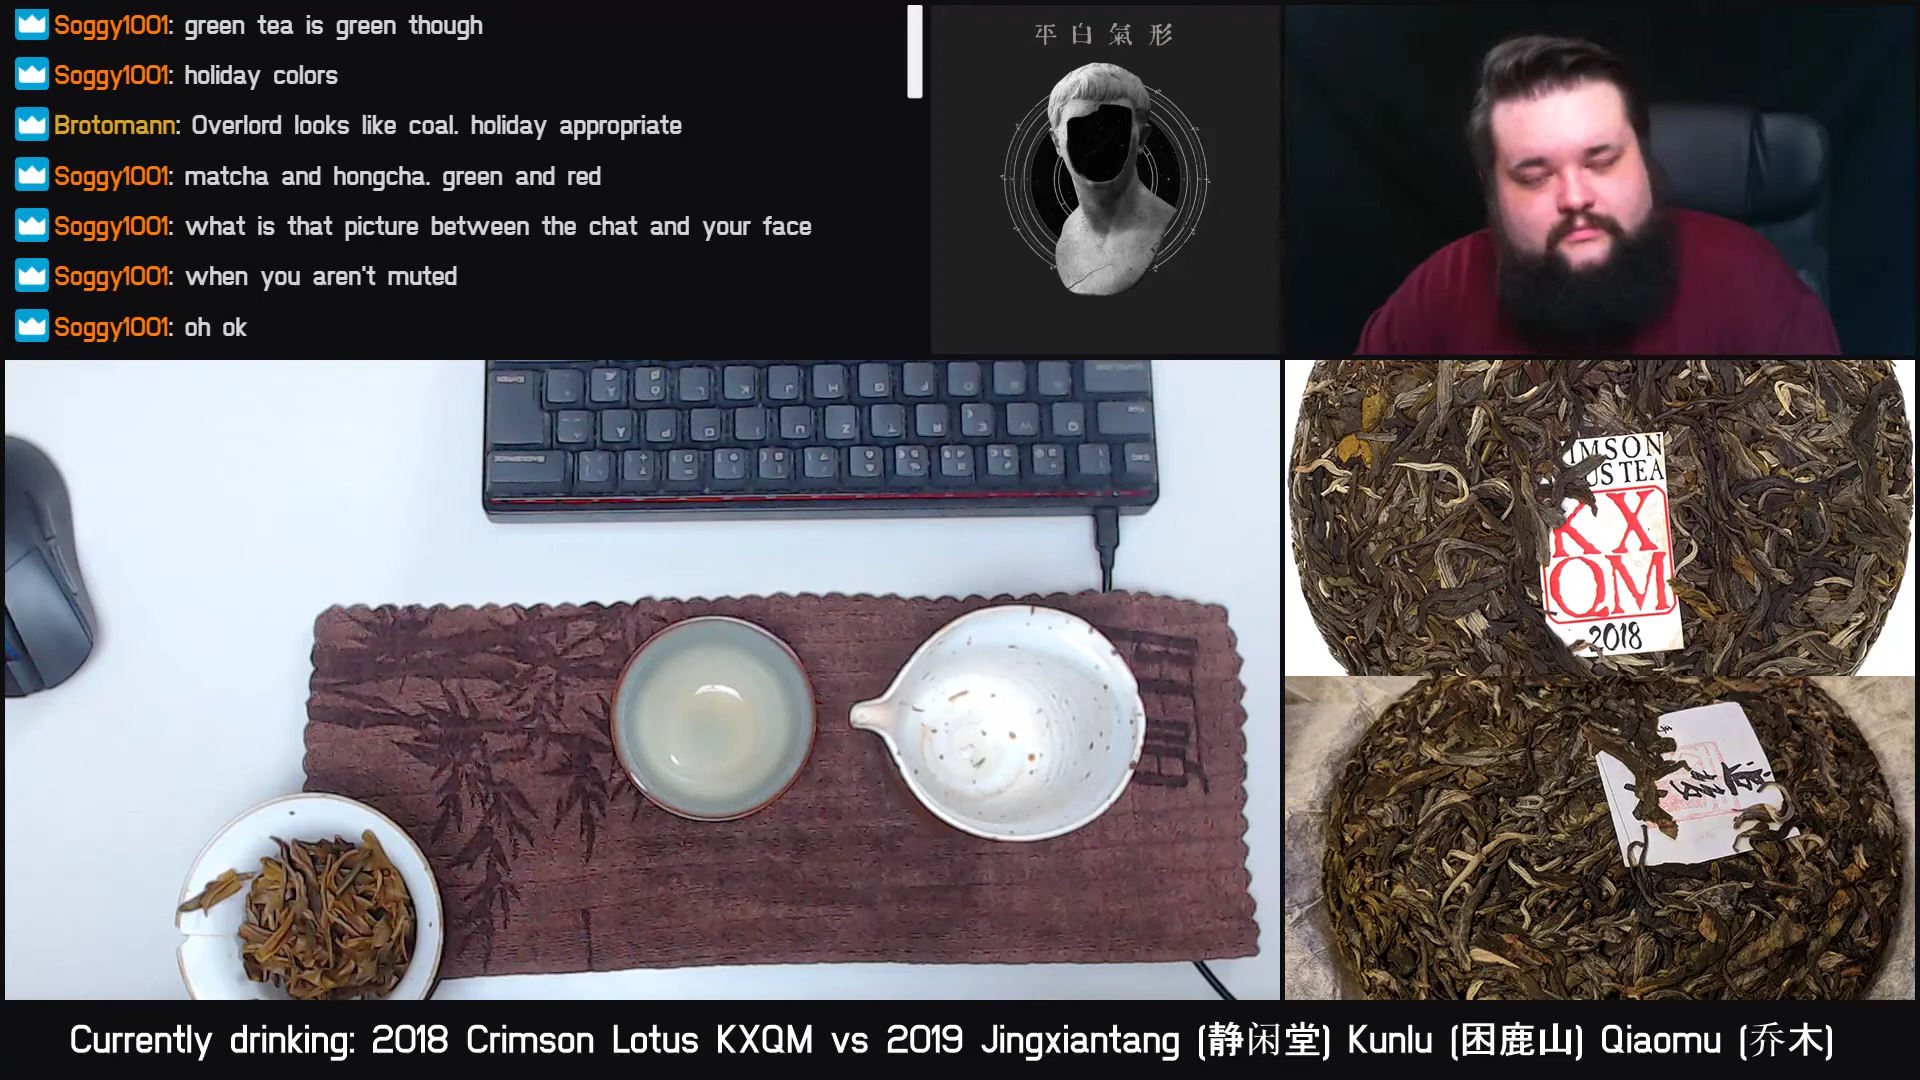 Soggy1001: green tea is green though
Soggy1001: holiday colors
Brotomann: Overlord looks like coal. holiday appropriate
Soggy1001: matcha and hongcha. green and red
Soggy1001: what is that picture between the chat and your face
Soggy1001: when you aren't muted
Soggy1001: oh ok
平白氣形
IMSON
US TEA
KX
QM
2018
Currently drinking: 2018 Crimson Lotus KXQM vs 2019 Jingxiantang (静闲堂) Kunlu (困鹿山) Qiaomu (乔木)